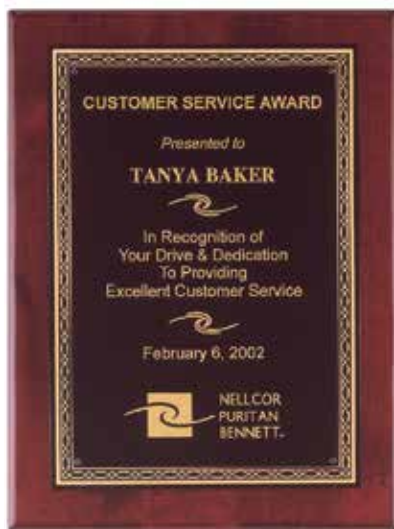 CUSTOMER SERVICE AWARD
Presented to
TANYA BAKER
In Recognition of
Your Drive & Dedication
To Providing
Excellent Customer Service
February 6, 2002
NELLCOR
PURITAN
BENNETT™